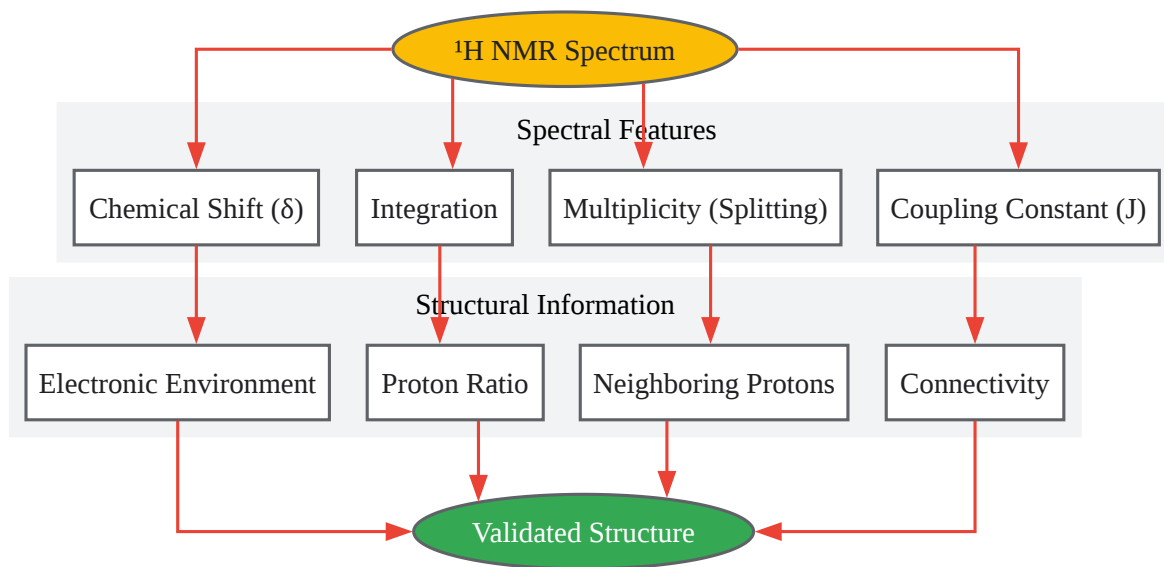 ¹H NMR Spectrum
Spectral Features
Chemical Shift (δ)
Integration
Multiplicity (Splitting)
Coupling Constant (J)
Structural Information
Electronic Environment
Proton Ratio
Neighboring Protons
Connectivity
Validated Structure